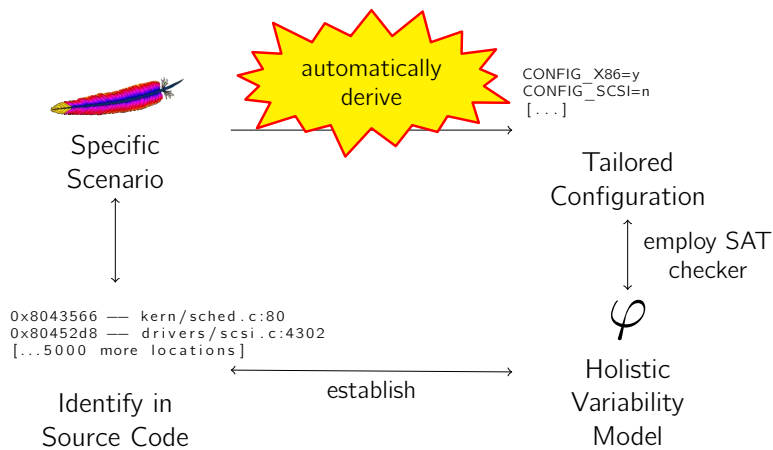 automatically
derive
CONFIG_X86=y
CONFIG_SCSI=n
[...]
Specific
Scenario
Tailored
Configuration
employ SAT
checker
0x8043566 — kern/sched.c:80
0x80452d8 — drivers/scsi.c:4302
[...5000 more locations]
φ
establish
Identify in
Source Code
Holistic
Variability
Model